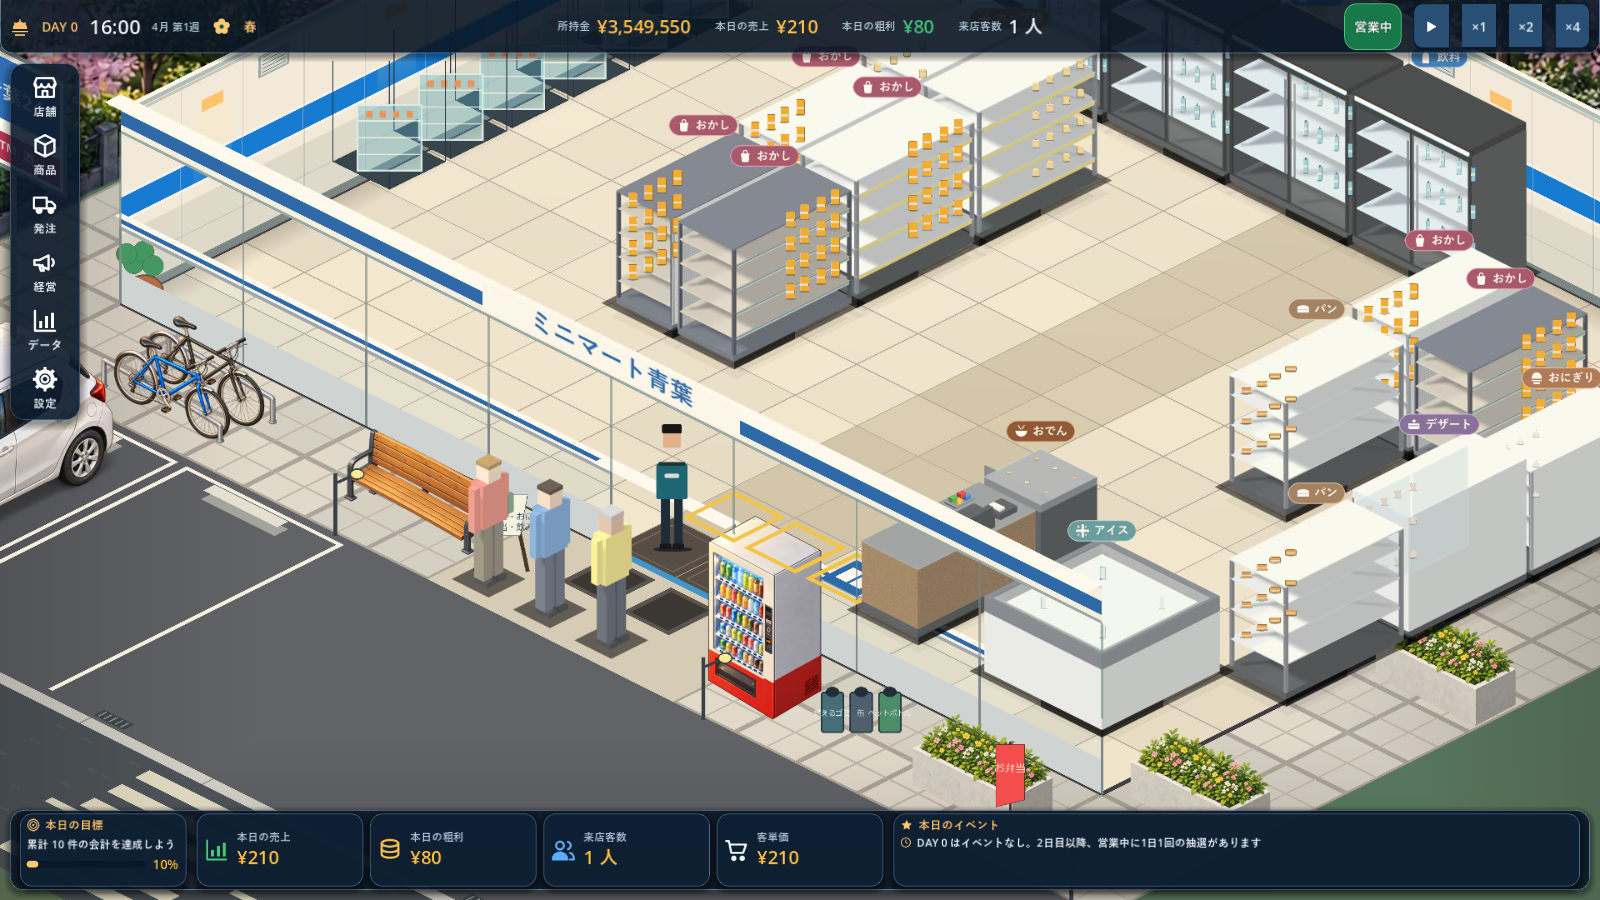 DAY 0
16:00
4月 第1週
春
所持金 ¥3,549,550
本日の売上 ¥210
本日の粗利 ¥80
来店客数 1 人
営業中
×1
×2
×4
店舗
商品
発注
経営
データ
設定
おかし
おかし
おかし
おかし
飲料
おかし
おかし
パン
おにぎり
デザート
パン
おでん
アイス
ミニマート青葉
缶
ペットボトル
お弁当
本日の目標
累計 10 件の会計を達成しよう
10%
本日の売上
¥210
本日の粗利
¥80
来店客数
1 人
客単価
¥210
本日のイベント
DAY 0 はイベントなし。2日目以降、営業中に1日1回の抽選があります